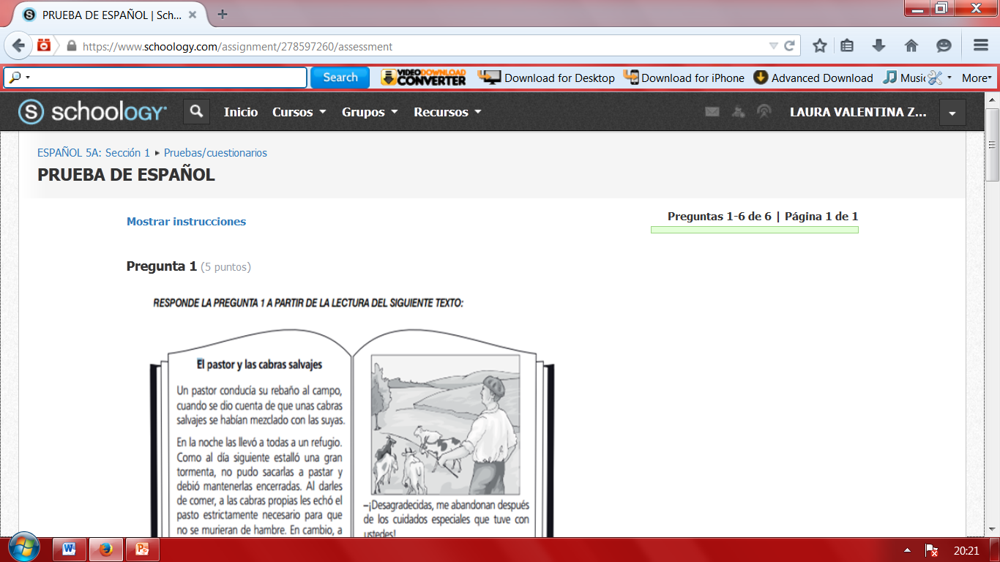 PRUEBA DE ESPAÑOL | Sch...
https://www.schoology.com/assignment/278597260/assessment
Search VIDEO DOWNLOAD CONVERTER Download for Desktop Download for iPhone Advanced Download Music More
schoology Inicio Cursos Grupos Recursos LAURA VALENTINA Z...
ESPAÑOL 5A: Sección 1 ▸ Pruebas/cuestionarios
PRUEBA DE ESPAÑOL
Mostrar instrucciones
Preguntas 1-6 de 6 | Página 1 de 1
Pregunta 1 (5 puntos)
RESPONDE LA PREGUNTA 1 A PARTIR DE LA LECTURA DEL SIGUIENTE TEXTO:
El pastor y las cabras salvajes
Un pastor conducía su rebaño al campo,
cuando se dio cuenta de que unas cabras
salvajes se habían mezclado con las suyas.
En la noche las llevó a todas a un refugio.
Como al día siguiente estalló una gran
tormenta, no pudo sacarlas a pastar y
debió mantenerlas encerradas. Al darles
de comer, a las cabras propias les echó el
pasto estrictamente necesario para que
no se murieran de hambre. En cambio, a
–¡Desagradecidas, me abandonan después
de los cuidados especiales que tuve con
ustedes!
20:21